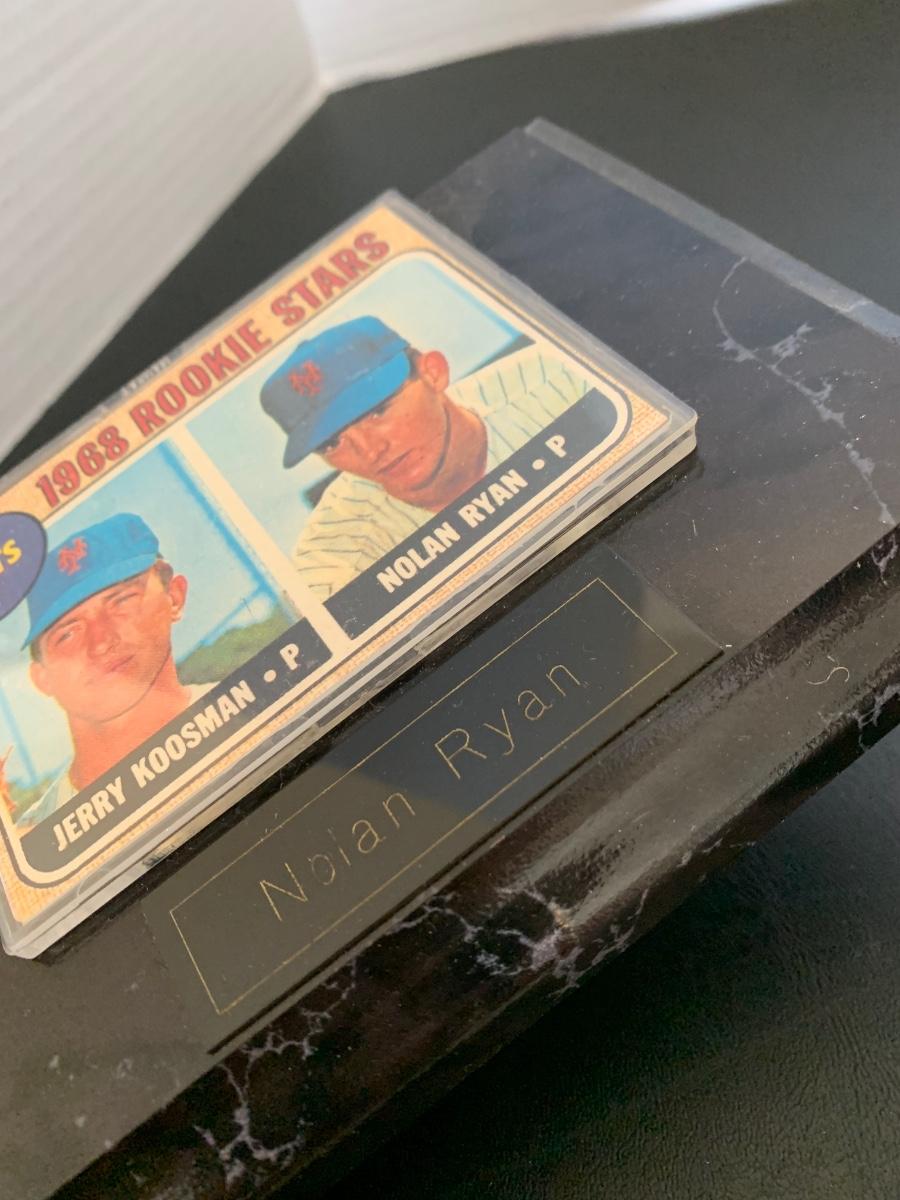 1968 ROOKIE STARS
JERRY KOOSMAN • P
NOLAN RYAN • P
Nolan Ryan